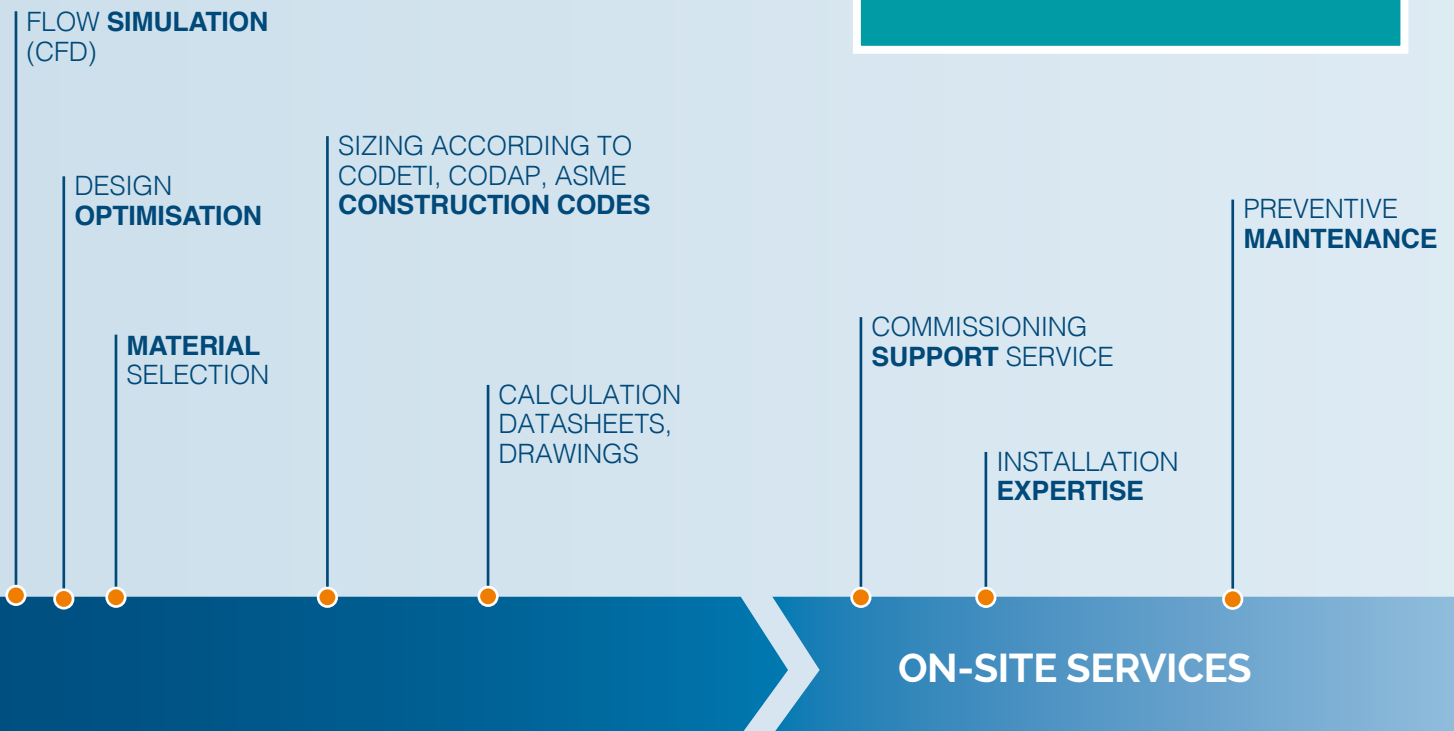 FLOW SIMULATION
(CFD)
DESIGN
OPTIMISATION
MATERIAL
SELECTION
SIZING ACCORDING TO
CODETI, CODAP, ASME
CONSTRUCTION CODES
CALCULATION
DATASHEETS,
DRAWINGS
COMMISSIONING
SUPPORT SERVICE
INSTALLATION
EXPERTISE
PREVENTIVE
MAINTENANCE
ON-SITE SERVICES